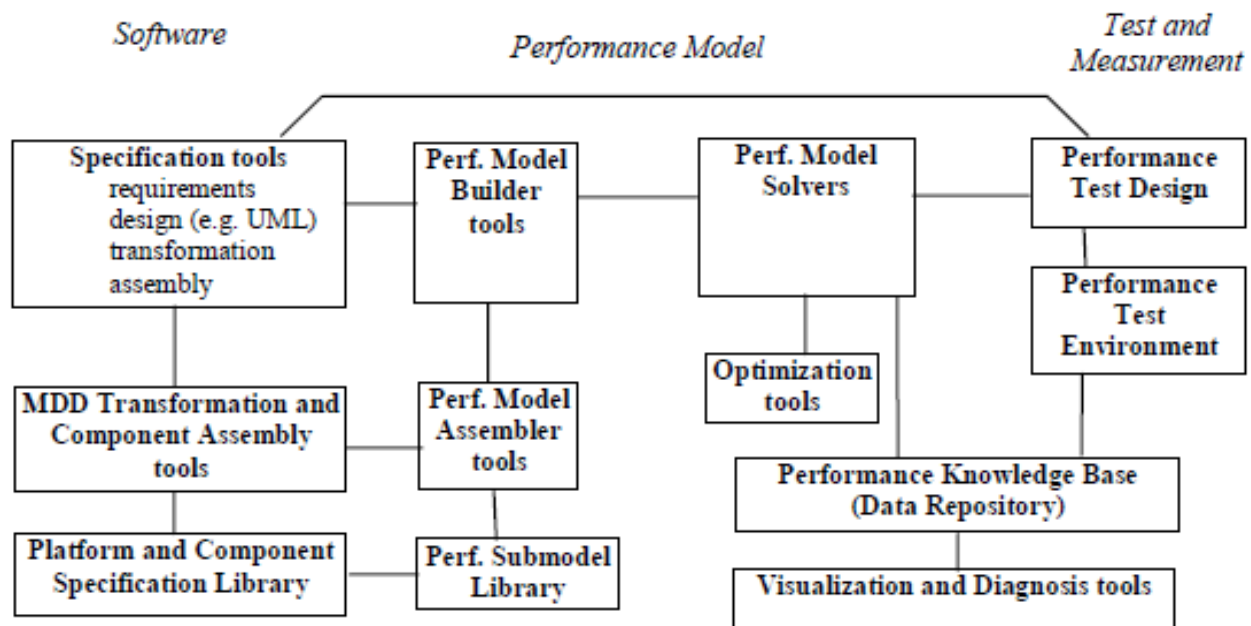 Software
Performance Model
Test and
Measurement
Specification tools
requirements
design (e.g. UML)
transformation
assembly
Perf. Model
Builder
tools
Perf. Model
Solvers
Performance
Test Design
Performance
Test
Environment
Optimization
tools
MDD Transformation and
Component Assembly
tools
Perf. Model
Assembler
tools
Performance Knowledge Base
(Data Repository)
Platform and Component
Specification Library
Perf. Submodel
Library
Visualization and Diagnosis tools